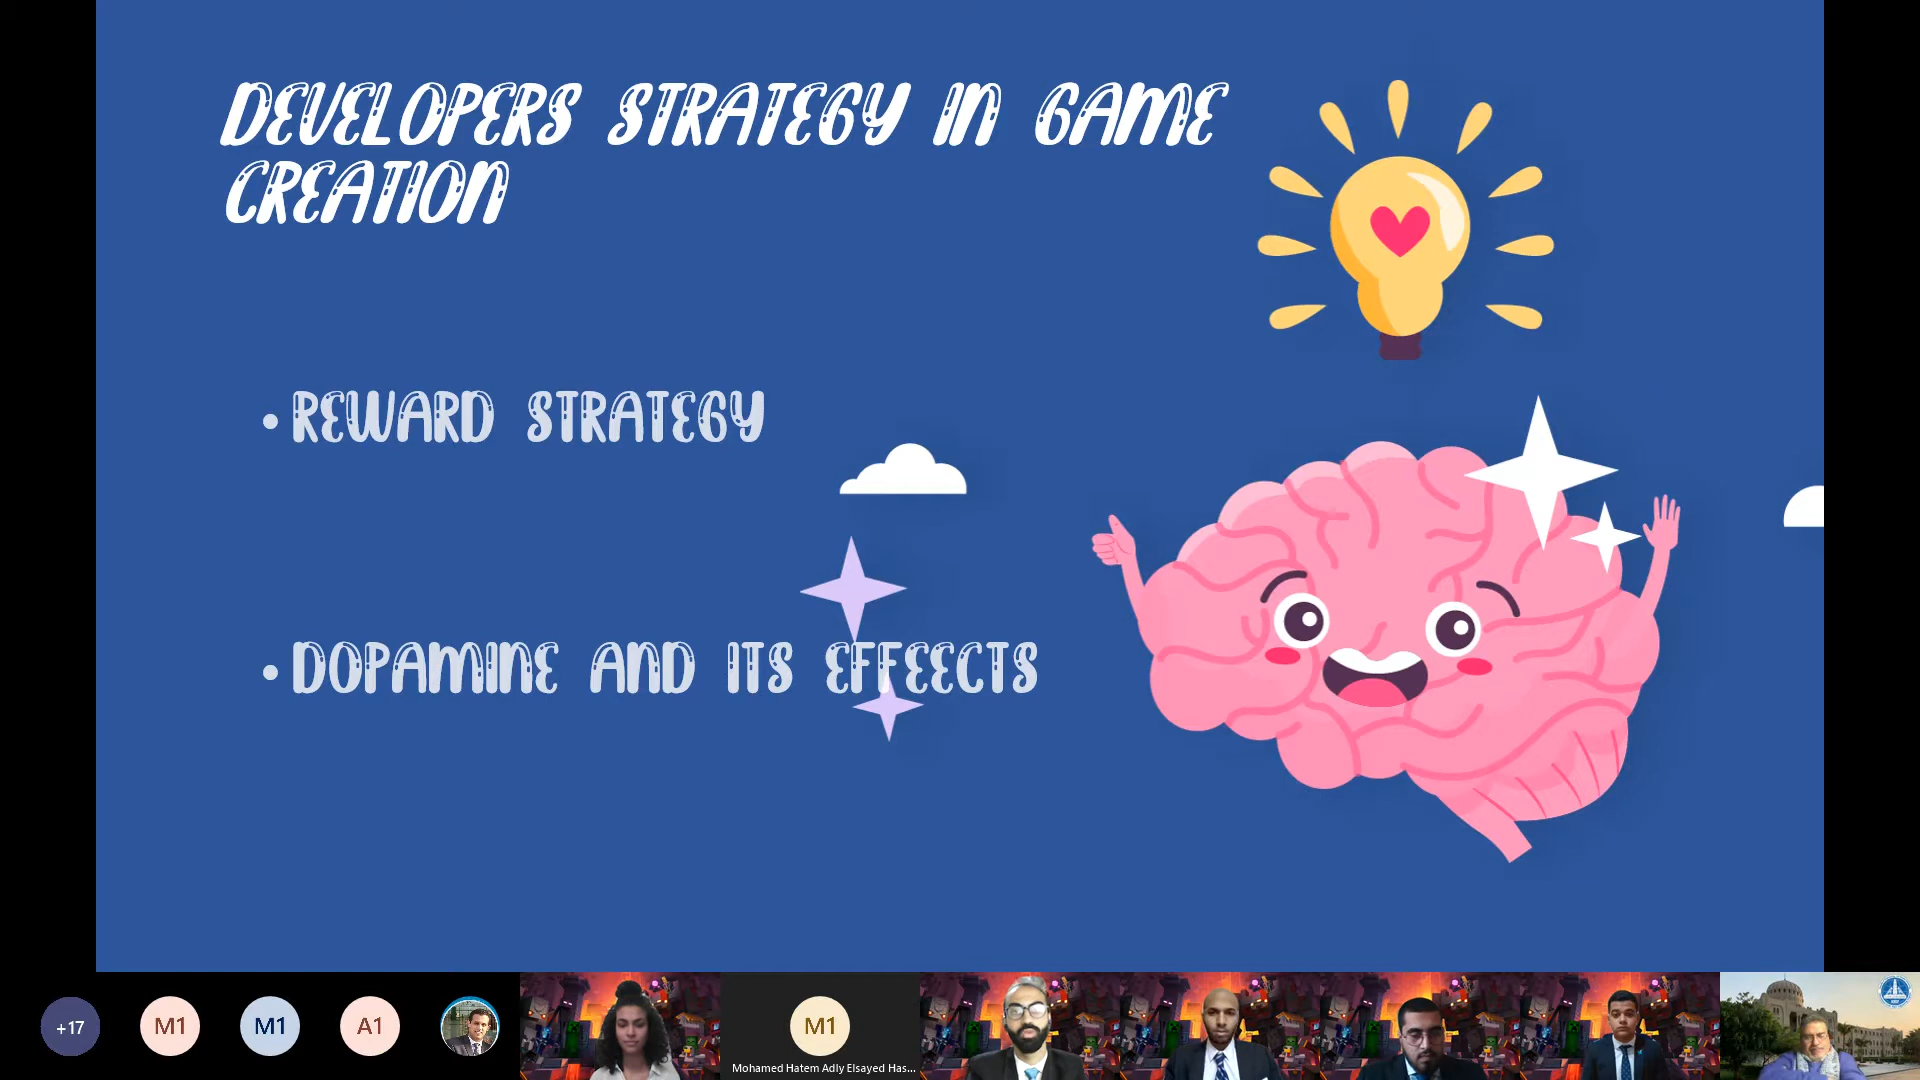 DEVELOPERS STRATEGY IN GAME
CREATION
• REWARD STRATEGY
• DOPAMINE AND ITS EFFEECTS
+17
M1
M1
A1
M1
Mohamed Hatem Adly Elsayed Has...